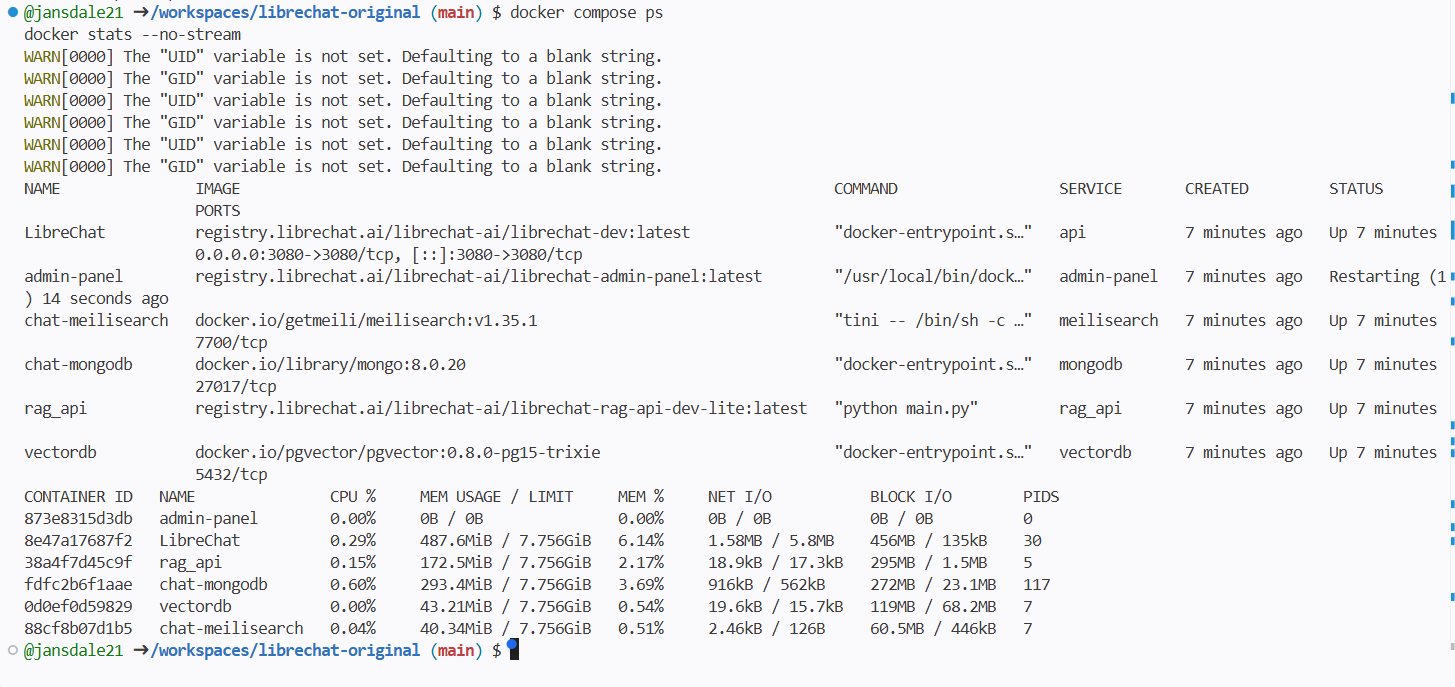 @jansdale21 ➜/workspaces/librechat-original (main) $ docker compose ps
docker stats --no-stream
WARN[0000] The "UID" variable is not set. Defaulting to a blank string.
WARN[0000] The "GID" variable is not set. Defaulting to a blank string.
WARN[0000] The "UID" variable is not set. Defaulting to a blank string.
WARN[0000] The "GID" variable is not set. Defaulting to a blank string.
WARN[0000] The "UID" variable is not set. Defaulting to a blank string.
WARN[0000] The "GID" variable is not set. Defaulting to a blank string.
NAME IMAGE COMMAND SERVICE CREATED STATUS
PORTS
LibreChat registry.librechat.ai/librechat-ai/librechat-dev:latest "docker-entrypoint.s…" api 7 minutes ago Up 7 minutes
0.0.0.0:3080->3080/tcp, [::]:3080->3080/tcp
admin-panel registry.librechat.ai/librechat-ai/librechat-admin-panel:latest "/usr/local/bin/dock…" admin-panel 7 minutes ago Restarting (1
) 14 seconds ago
chat-meilisearch docker.io/getmeili/meilisearch:v1.35.1 "tini -- /bin/sh -c …" meilisearch 7 minutes ago Up 7 minutes
7700/tcp
chat-mongodb docker.io/library/mongo:8.0.20 "docker-entrypoint.s…" mongodb 7 minutes ago Up 7 minutes
27017/tcp
rag_api registry.librechat.ai/librechat-ai/librechat-rag-api-dev-lite:latest "python main.py" rag_api 7 minutes ago Up 7 minutes
vectordb docker.io/pgvector/pgvector:0.8.0-pg15-trixie "docker-entrypoint.s…" vectordb 7 minutes ago Up 7 minutes
5432/tcp
CONTAINER ID NAME CPU % MEM USAGE / LIMIT MEM % NET I/O BLOCK I/O PIDS
873e8315d3db admin-panel 0.00% 0B / 0B 0.00% 0B / 0B 0B / 0B 0
8e47a17687f2 LibreChat 0.29% 487.6MiB / 7.756GiB 6.14% 1.58MB / 5.8MB 456MB / 135kB 30
38a4f7d45c9f rag_api 0.15% 172.5MiB / 7.756GiB 2.17% 18.9kB / 17.3kB 295MB / 1.5MB 5
fdfc2b6f1aae chat-mongodb 0.60% 293.4MiB / 7.756GiB 3.69% 916kB / 562kB 272MB / 23.1MB 117
0d0ef0d59829 vectordb 0.00% 43.21MiB / 7.756GiB 0.54% 19.6kB / 15.7kB 119MB / 68.2MB 7
88cf8b07d1b5 chat-meilisearch 0.04% 40.34MiB / 7.756GiB 0.51% 2.46kB / 126B 60.5MB / 446kB 7
@jansdale21 ➜/workspaces/librechat-original (main) $